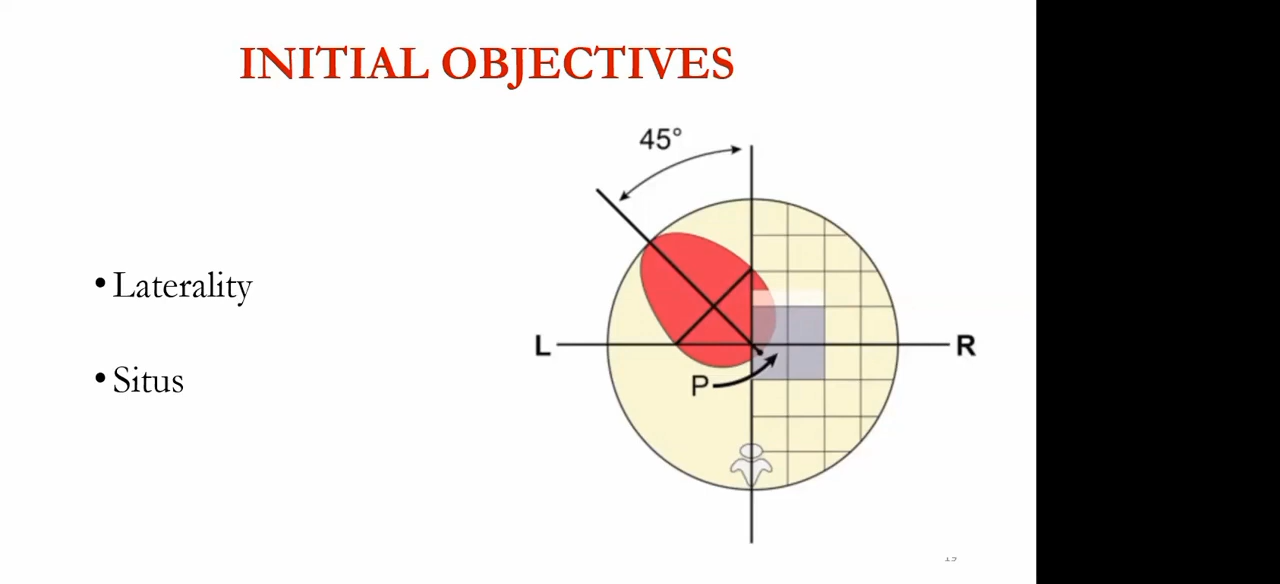 INITIAL OBJECTIVES
45°
• Laterality
L
R
• Situs
P